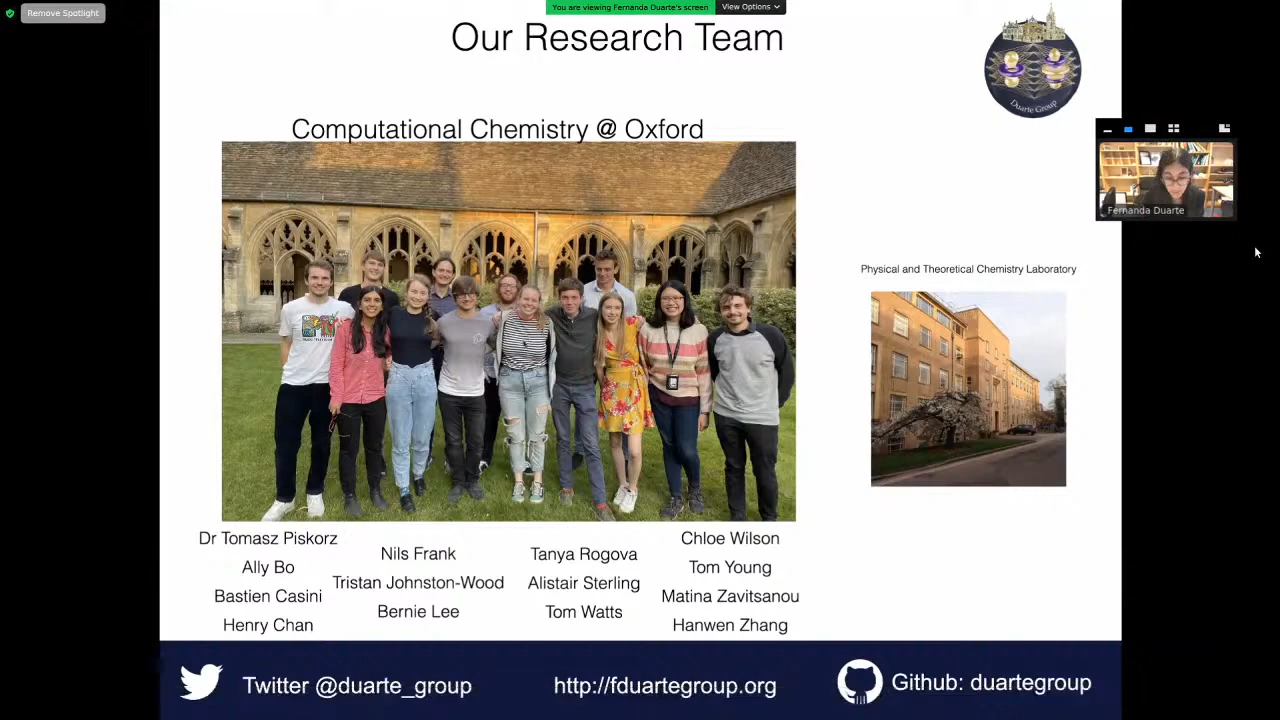 Remove Spotlight
You are viewing Fernanda Duarte's screen
View Options
Our Research Team
Duarte Group
Computational Chemistry @ Oxford
Fernanda Duarte
Physical and Theoretical Chemistry Laboratory
Dr Tomasz Piskorz
Ally Bo
Bastien Casini
Henry Chan
Nils Frank
Tristan Johnston-Wood
Bernie Lee
Tanya Rogova
Alistair Sterling
Tom Watts
Chloe Wilson
Tom Young
Matina Zavitsanou
Hanwen Zhang
Twitter @duarte_group
http://fduartegroup.org
Github: duartegroup